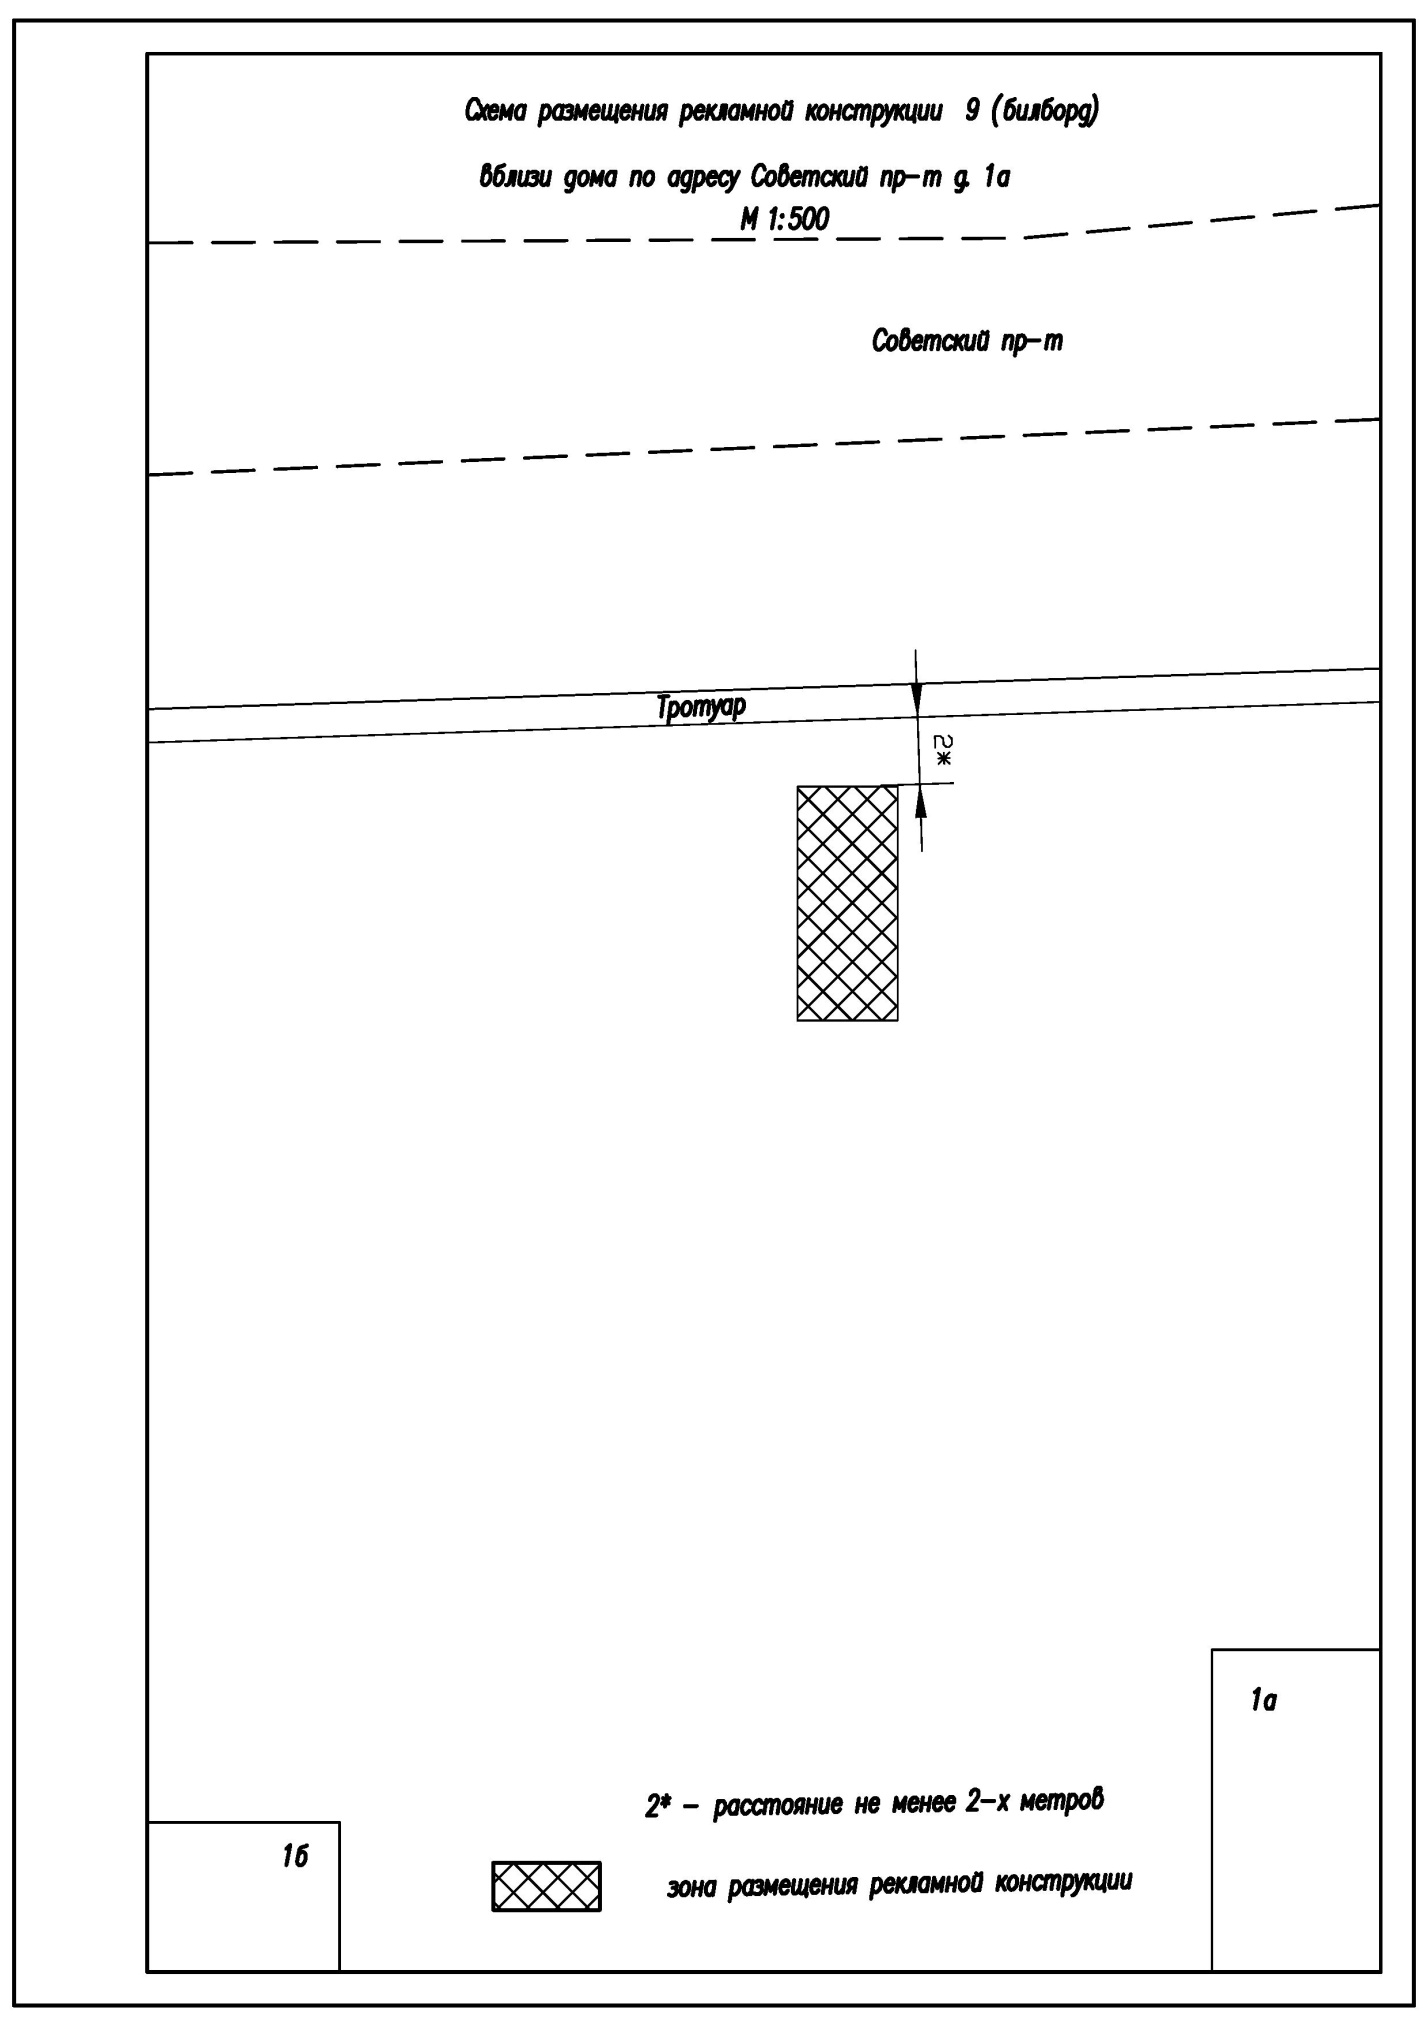 Схема размещения рекламной конструкции 9 (билборд)
вблизи дома по адресу Советский пр-т д. 1а
М 1:500
Советский пр-т
Тротуар
2*
1а
2* - расстояние не менее 2-х метров
1б
зона размещения рекламной конструкции